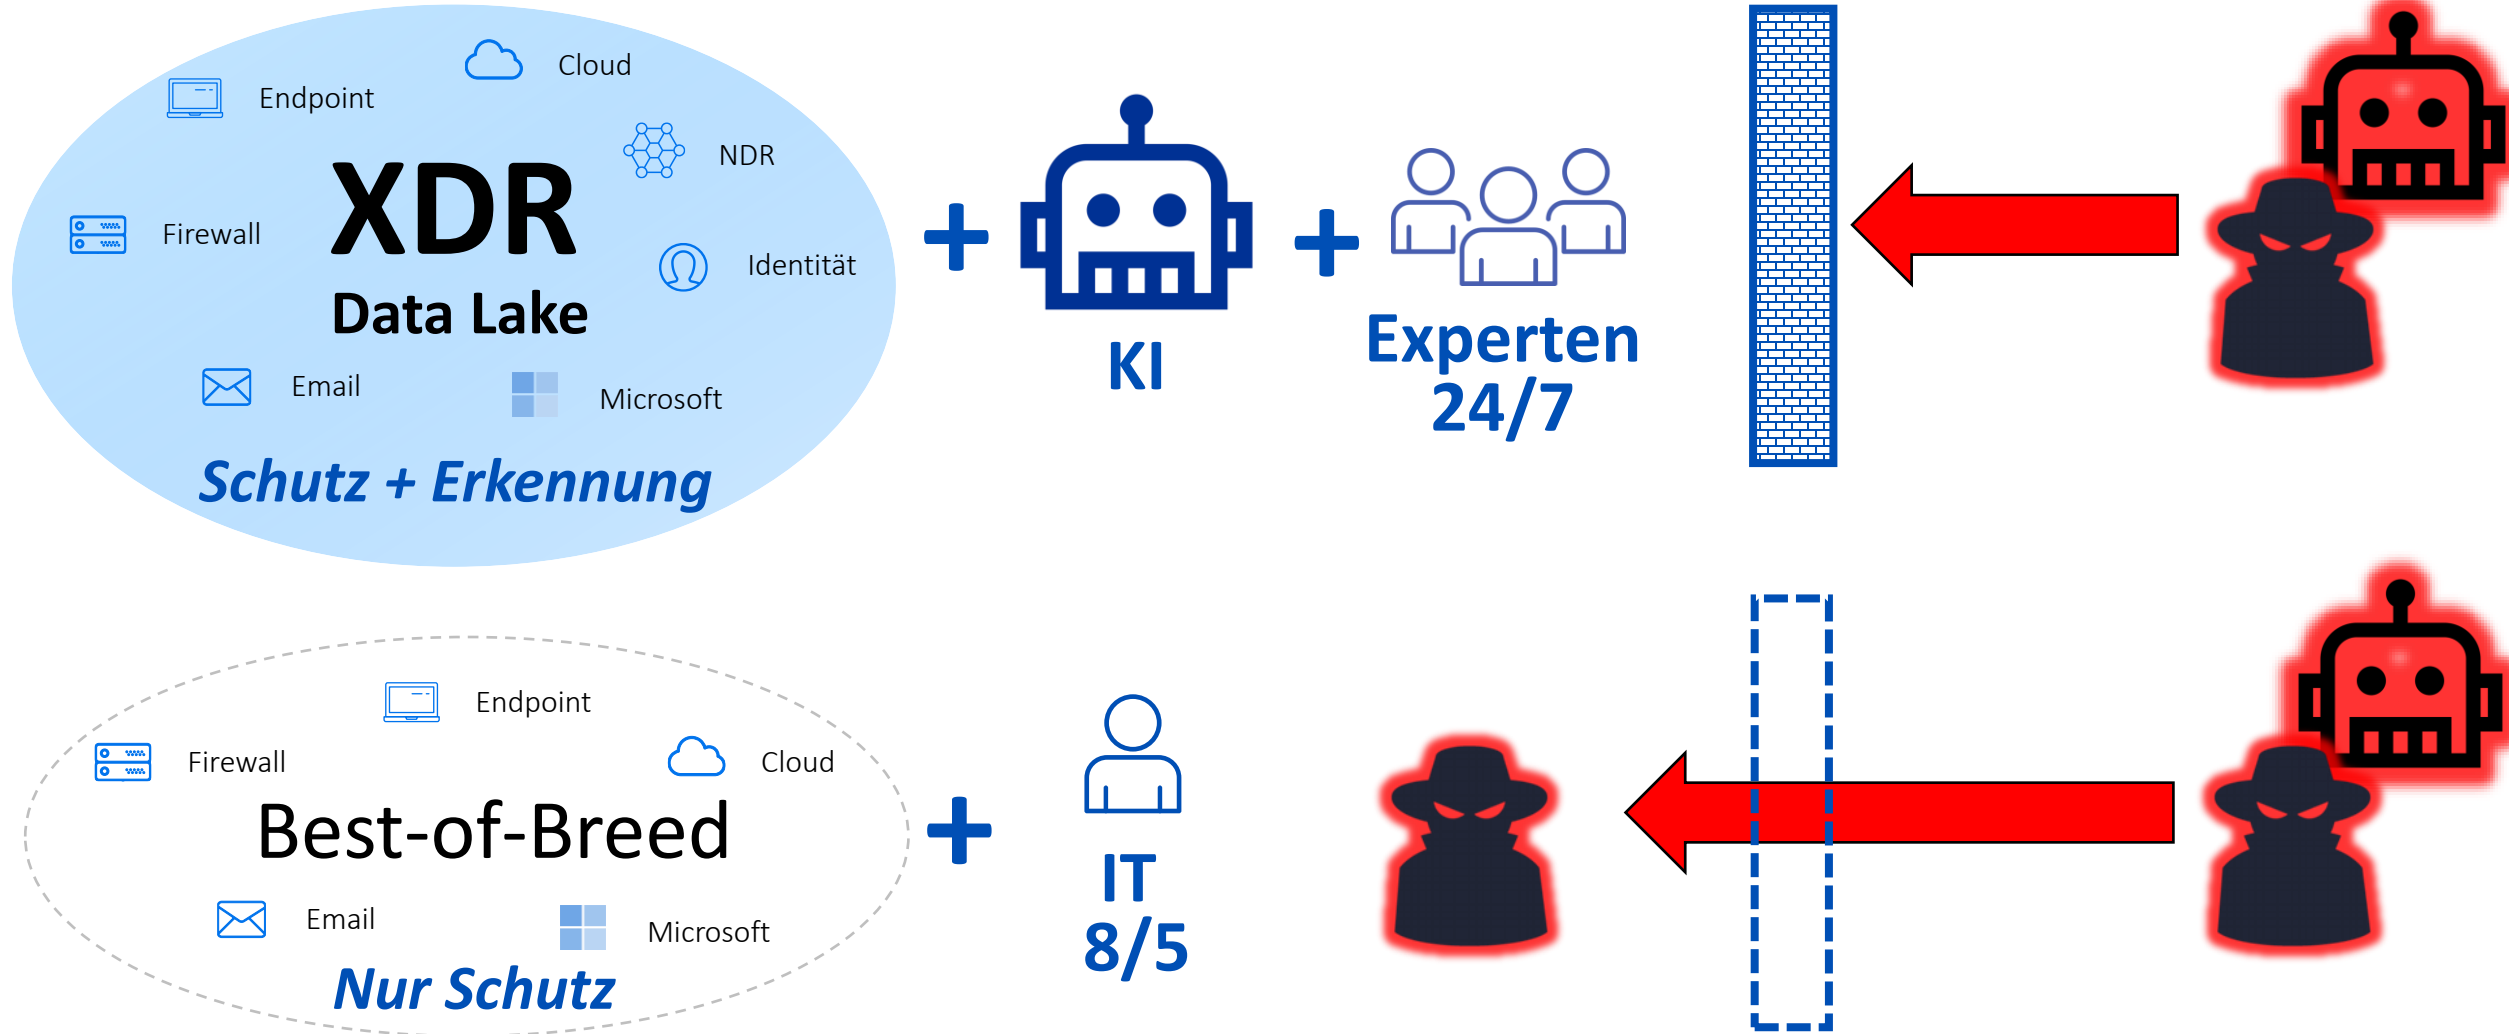 Cloud
Endpoint
NDR
XDR
Firewall
Identität
Data Lake
Email
Microsoft
Schutz + Erkennung
+
KI
+
Experten
24/7
Endpoint
Firewall
Cloud
Best-of-Breed
Email
Microsoft
Nur Schutz
+
IT
8/5